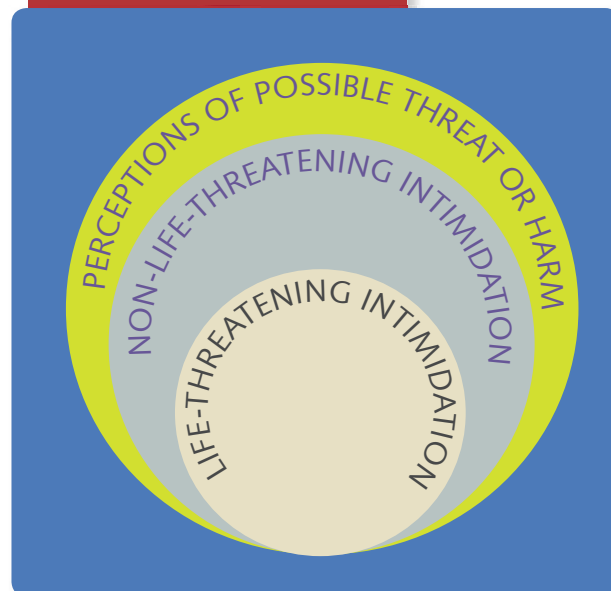 PERCEPTIONS OF POSSIBLE THREAT OR HARM
NON-LIFE-THREATENING INTIMIDATION
LIFE-THREATENING INTIMIDATION